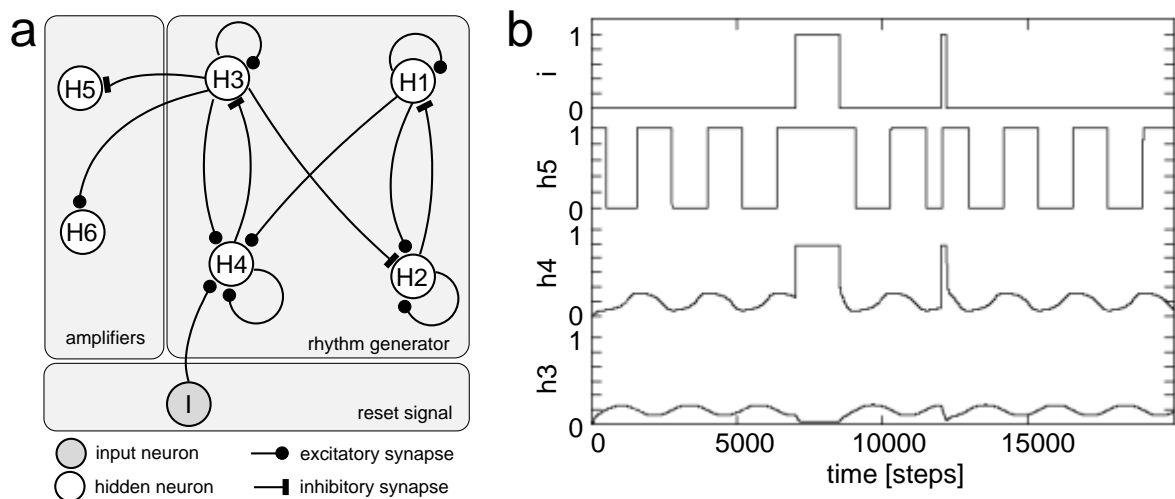 a
H3
H1
H5
H6
H4
H2
amplifiers
rhythm generator
I
reset signal
input neuron
excitatory synapse
hidden neuron
inhibitory synapse
b
i
1
0
h5
1
0
h4
1
0
h3
1
0
0 5000 10000 15000
time [steps]